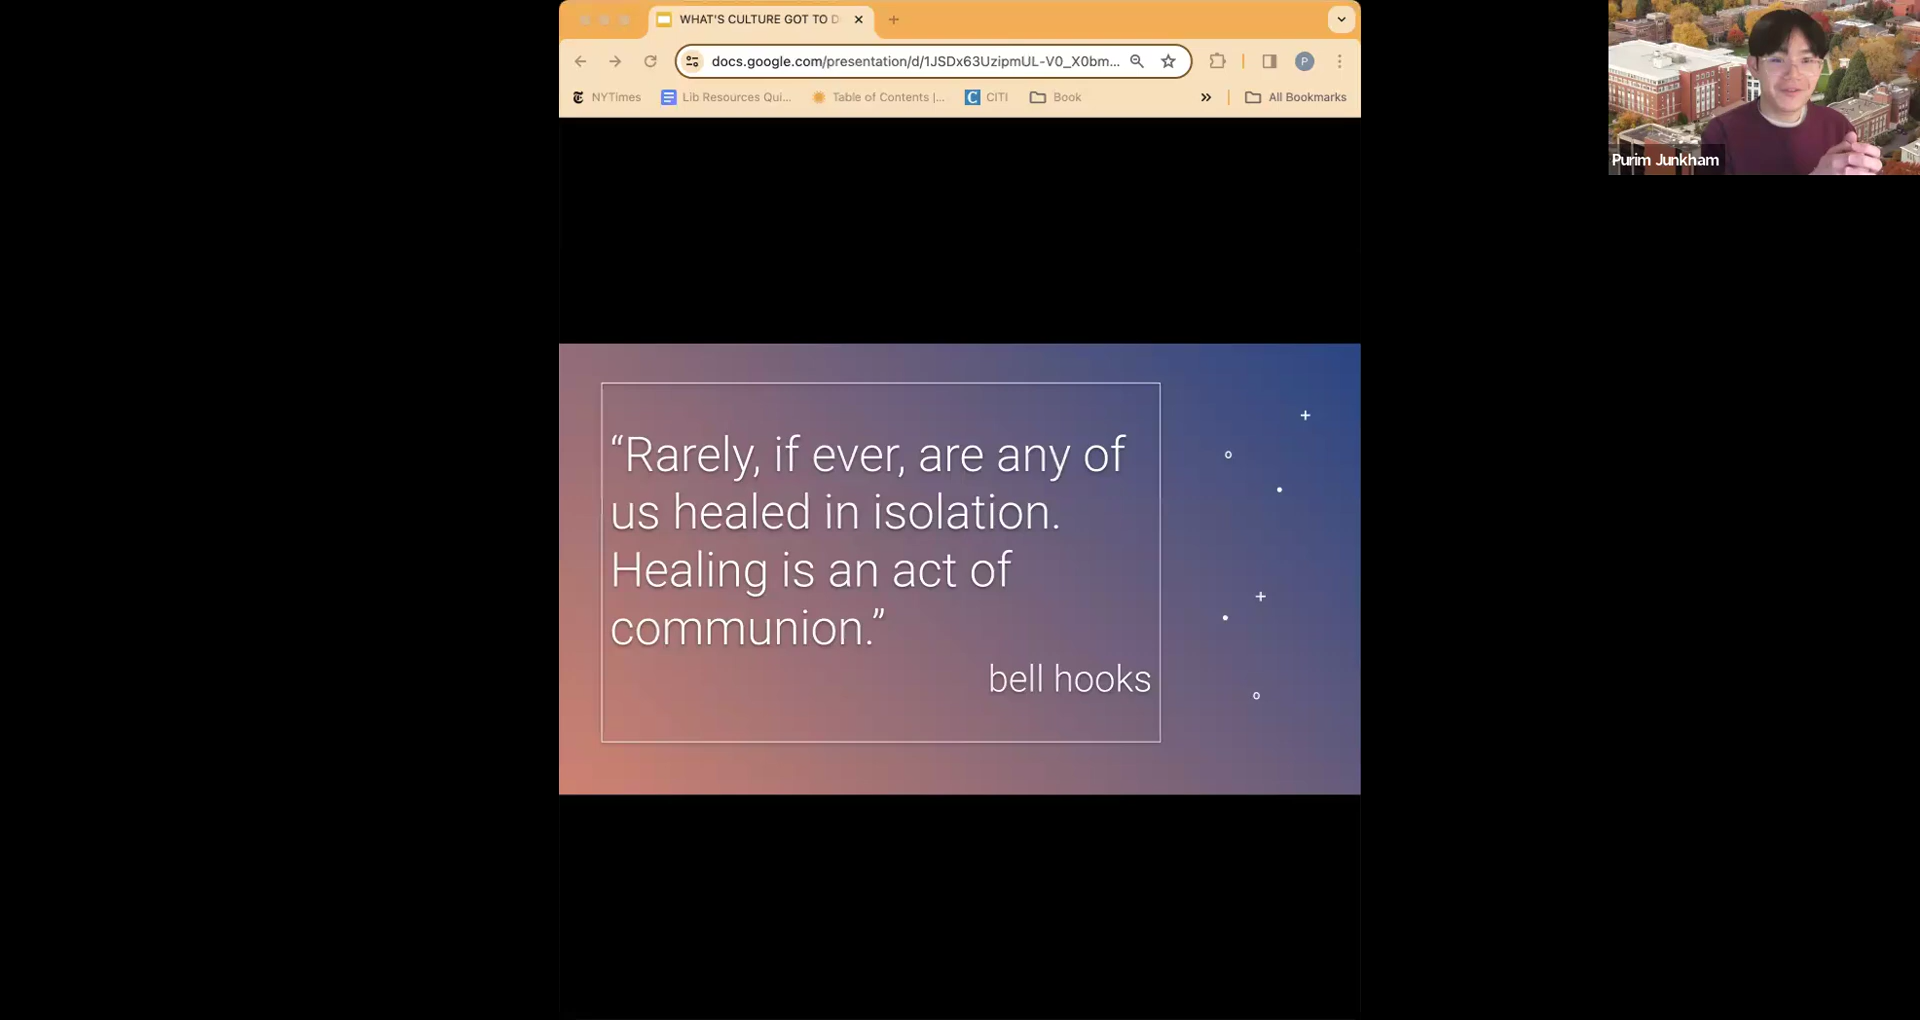 WHAT'S CULTURE GOT TO D
docs.google.com/presentation/d/1JSDx63UzipmUL-V0_X0bm...
P
NYTimes
Lib Resources Qui...
Table of Contents |...
C CITI
Book
All Bookmarks
Purim Junkham
“Rarely, if ever, are any of
us healed in isolation.
Healing is an act of
communion.”
bell hooks